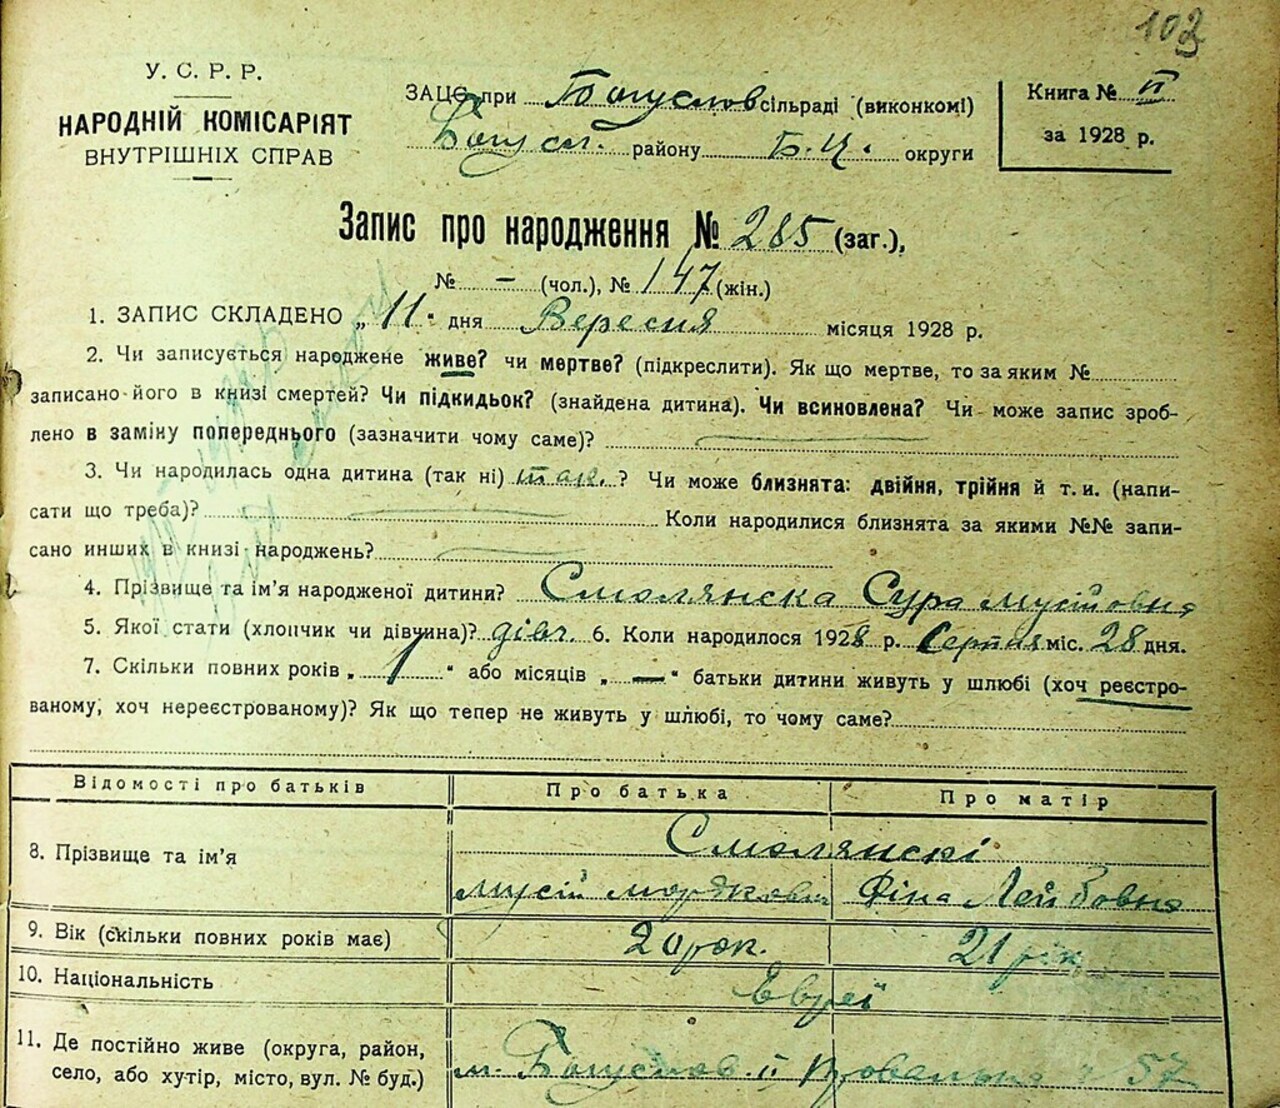 103
У. С. Р. Р.
НАРОДНІЙ КОМІСАРІЯТ
ВНУТРІШНІХ СПРАВ
ЗАЦС при Богуслов сільраді (виконкомі)
Богусл. району Б.Ц. округи
Книга № II
за 1928 р.
Запис про народження № 285 (заг.),
№ – (чол.), № 147 (жін.)
1. ЗАПИС СКЛАДЕНО „ 11 " дня Вересня місяця 1928 р.
2. Чи записується народжене живе? чи мертве? (підкреслити). Як що мертве, то за яким №
записано його в книзі смертей? Чи підкидьок? (знайдена дитина). Чи всиновлена? Чи може запис зроб-
лено в заміну попереднього (зазначити чому саме)?
3. Чи народилась одна дитина (так ні) так. ? Чи може близнята: двійня, трійня й т. и. (напи-
сати що треба)? Коли народилися близнята за якими №№ запи-
сано инших в книзі народжень?
4. Прізвище та ім'я народженої дитини? Смолянска Сура Мусійовна
5. Якої стати (хлопчик чи дівчина)? дівч. 6. Коли народилося 1928 р. Серпня міс. 28 дня.
7. Скільки повних років „ 1 " або місяців „ — " батьки дитини живуть у шлюбі (хоч реєстро-
ваному, хоч нереєстрованому)? Як що тепер не живуть у шлюбі, то чому саме?
Відомості про батьків Про батька Про матір
Смолянскі
8. Прізвище та ім'я
Мусій Мордкович Фіна Лейбовна
9. Вік (скільки повних років має) 20 рок. 21 рік
10. Національність Євреї
11. Де постійно живе (округа, район,
село, або хутір, місто, вул. № буд.) м. Богуслов. 57